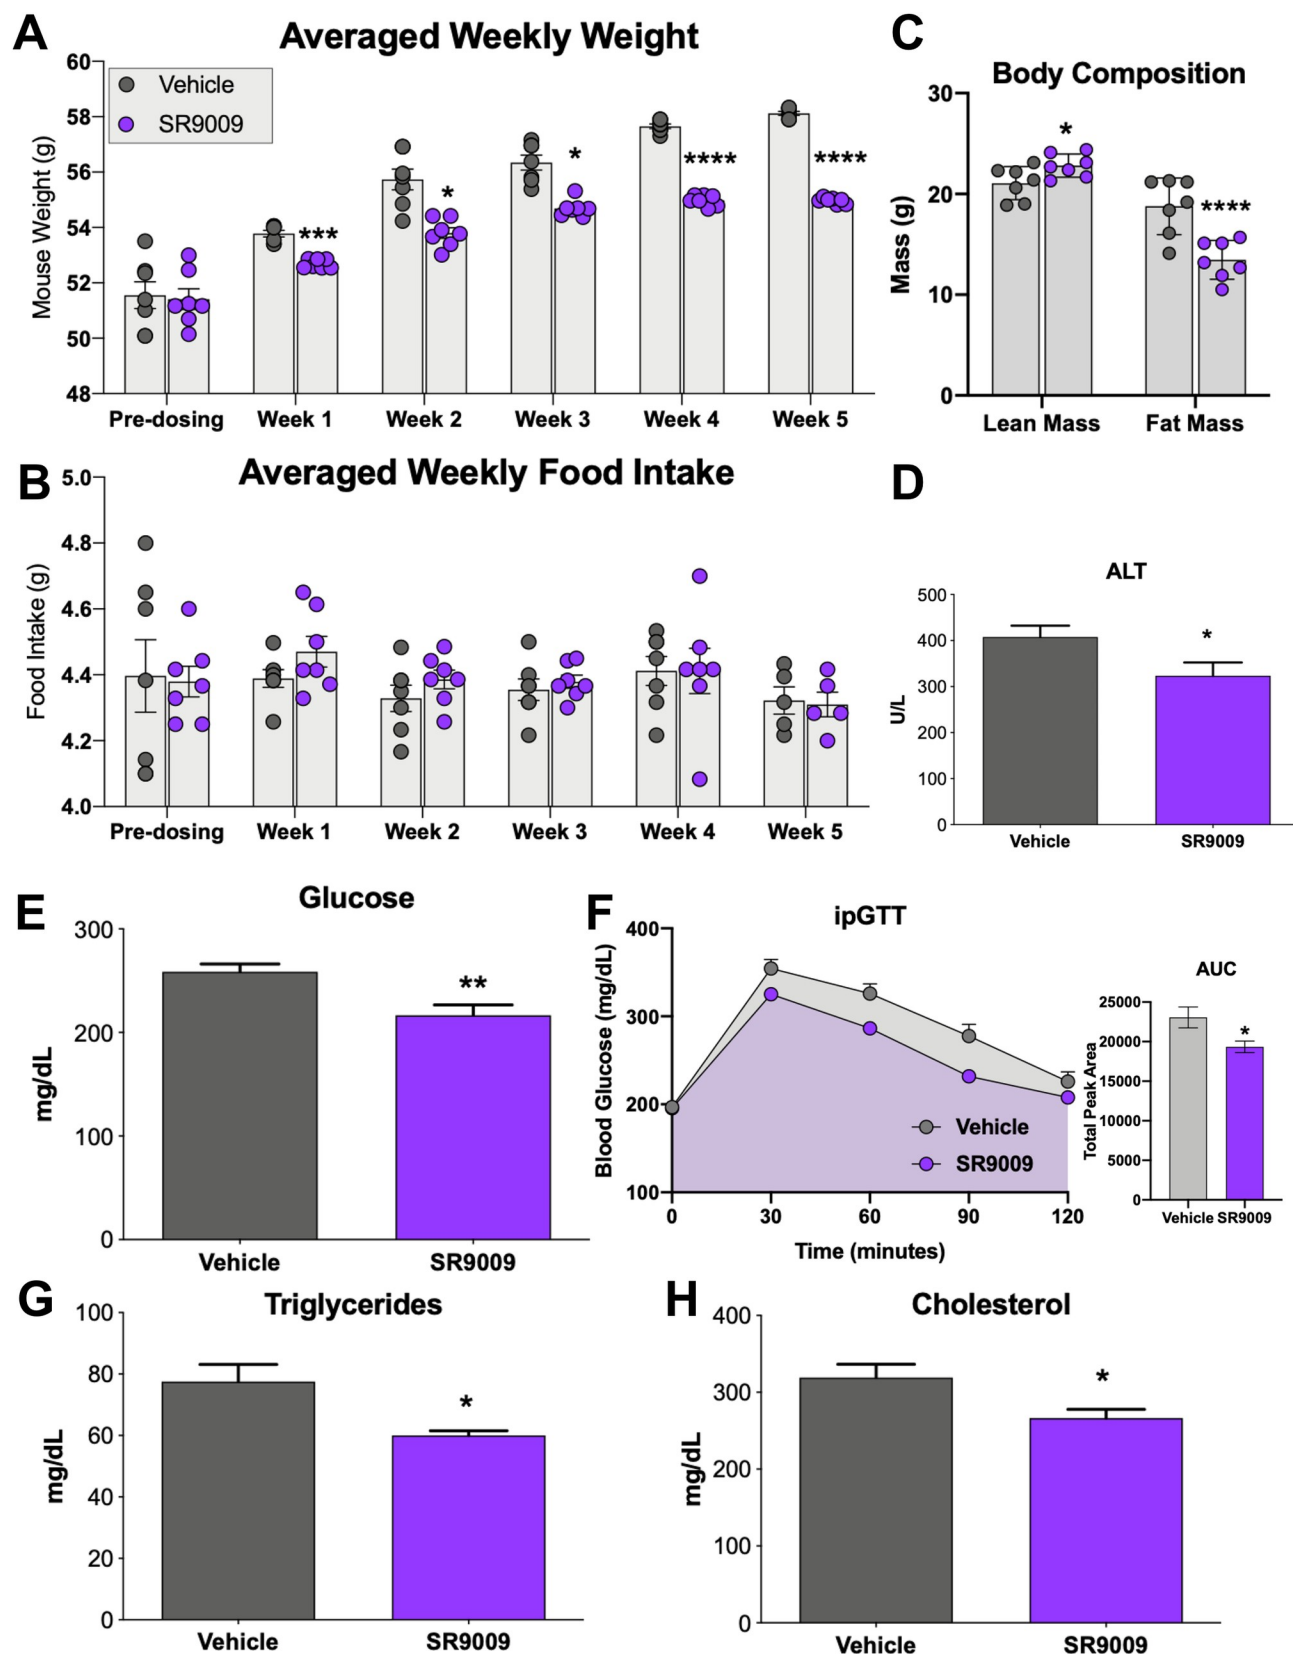 A
Averaged Weekly Weight
60
58
56
54
52
50
48
Mouse Weight (g)
Vehicle
SR9009
***
*
*
****
****
Pre-dosing Week 1 Week 2 Week 3 Week 4 Week 5
C
Body Composition
30
20
10
0
Mass (g)
*
****
Lean Mass Fat Mass
B
Averaged Weekly Food Intake
5.0
4.8
4.6
4.4
4.2
4.0
Food Intake (g)
Pre-dosing Week 1 Week 2 Week 3 Week 4 Week 5
D
ALT
500
400
300
200
100
0
U/L
*
Vehicle SR9009
E
Glucose
300
200
100
0
mg/dL
**
Vehicle SR9009
F
ipGTT
400
300
200
100
Blood Glucose (mg/dL)
Vehicle
SR9009
0 30 60 90 120
Time (minutes)
AUC
25000
20000
15000
10000
5000
0
Total Peak Area
*
Vehicle SR9009
G
Triglycerides
100
80
60
40
20
0
mg/dL
*
Vehicle SR9009
H
Cholesterol
400
300
200
100
0
mg/dL
*
Vehicle SR9009